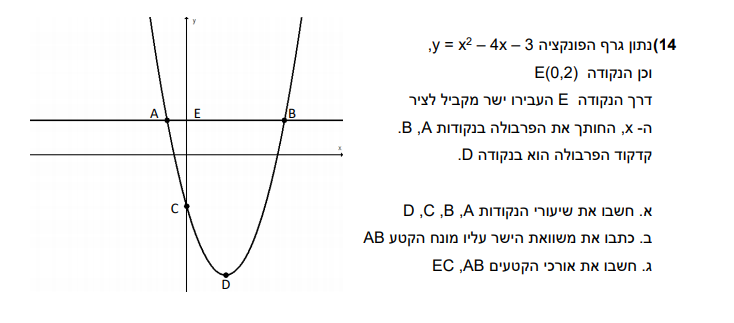 14) נתון גרף הפונקציה y = x² – 4x – 3,
וכן הנקודה E(0,2)
דרך הנקודה E העבירו ישר מקביל לציר
ה- x, החותך את הפרבולה בנקודות A, B.
קדקוד הפרבולה הוא בנקודה D.
א. חשבו את שיעורי הנקודות A, B, C, D
ב. כתבו את משוואת הישר עליו מונח הקטע AB
ג. חשבו את אורכי הקטעים AB, EC
y
A E B
x
C
D